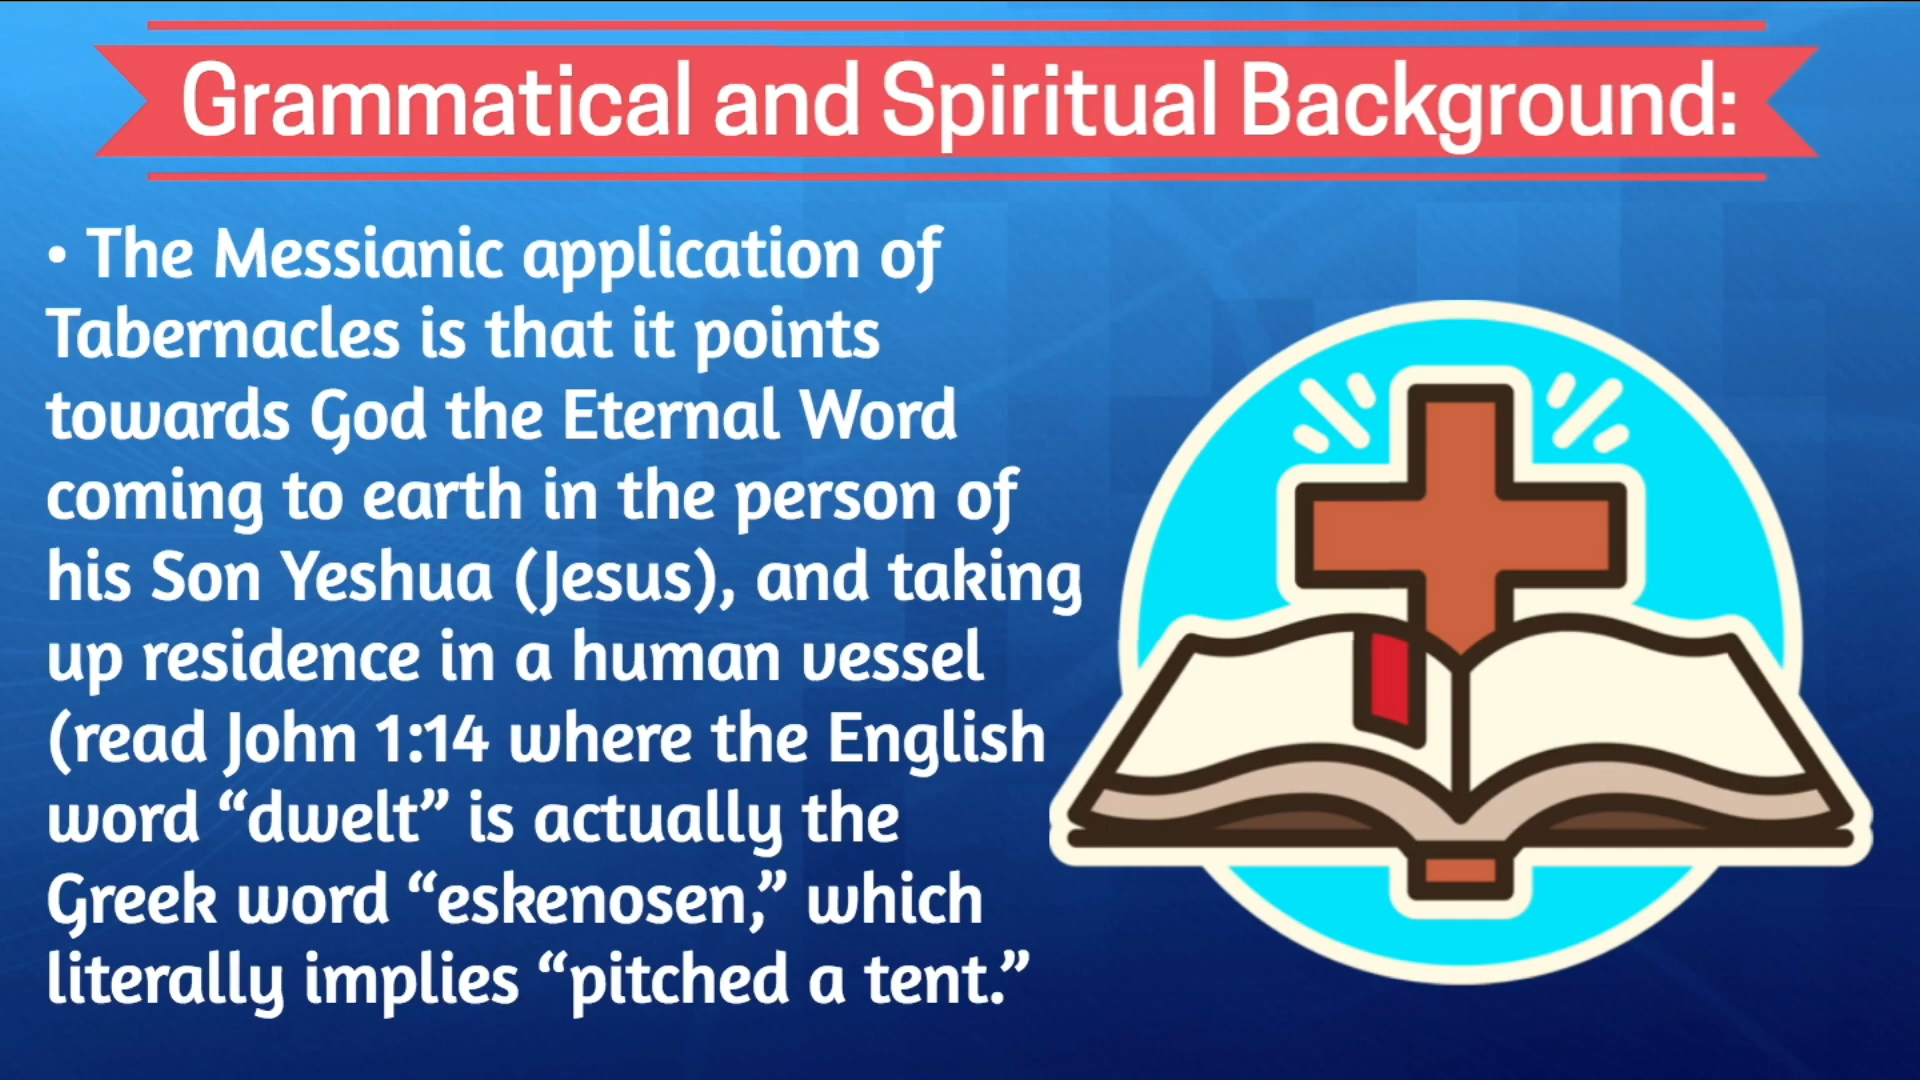 Grammatical and Spiritual Background:
• The Messianic application of
Tabernacles is that it points
towards God the Eternal Word
coming to earth in the person of
his Son Yeshua (Jesus), and taking
up residence in a human vessel
(read John 1:14 where the English
word “dwelt” is actually the
Greek word “eskenosen,” which
literally implies “pitched a tent.”